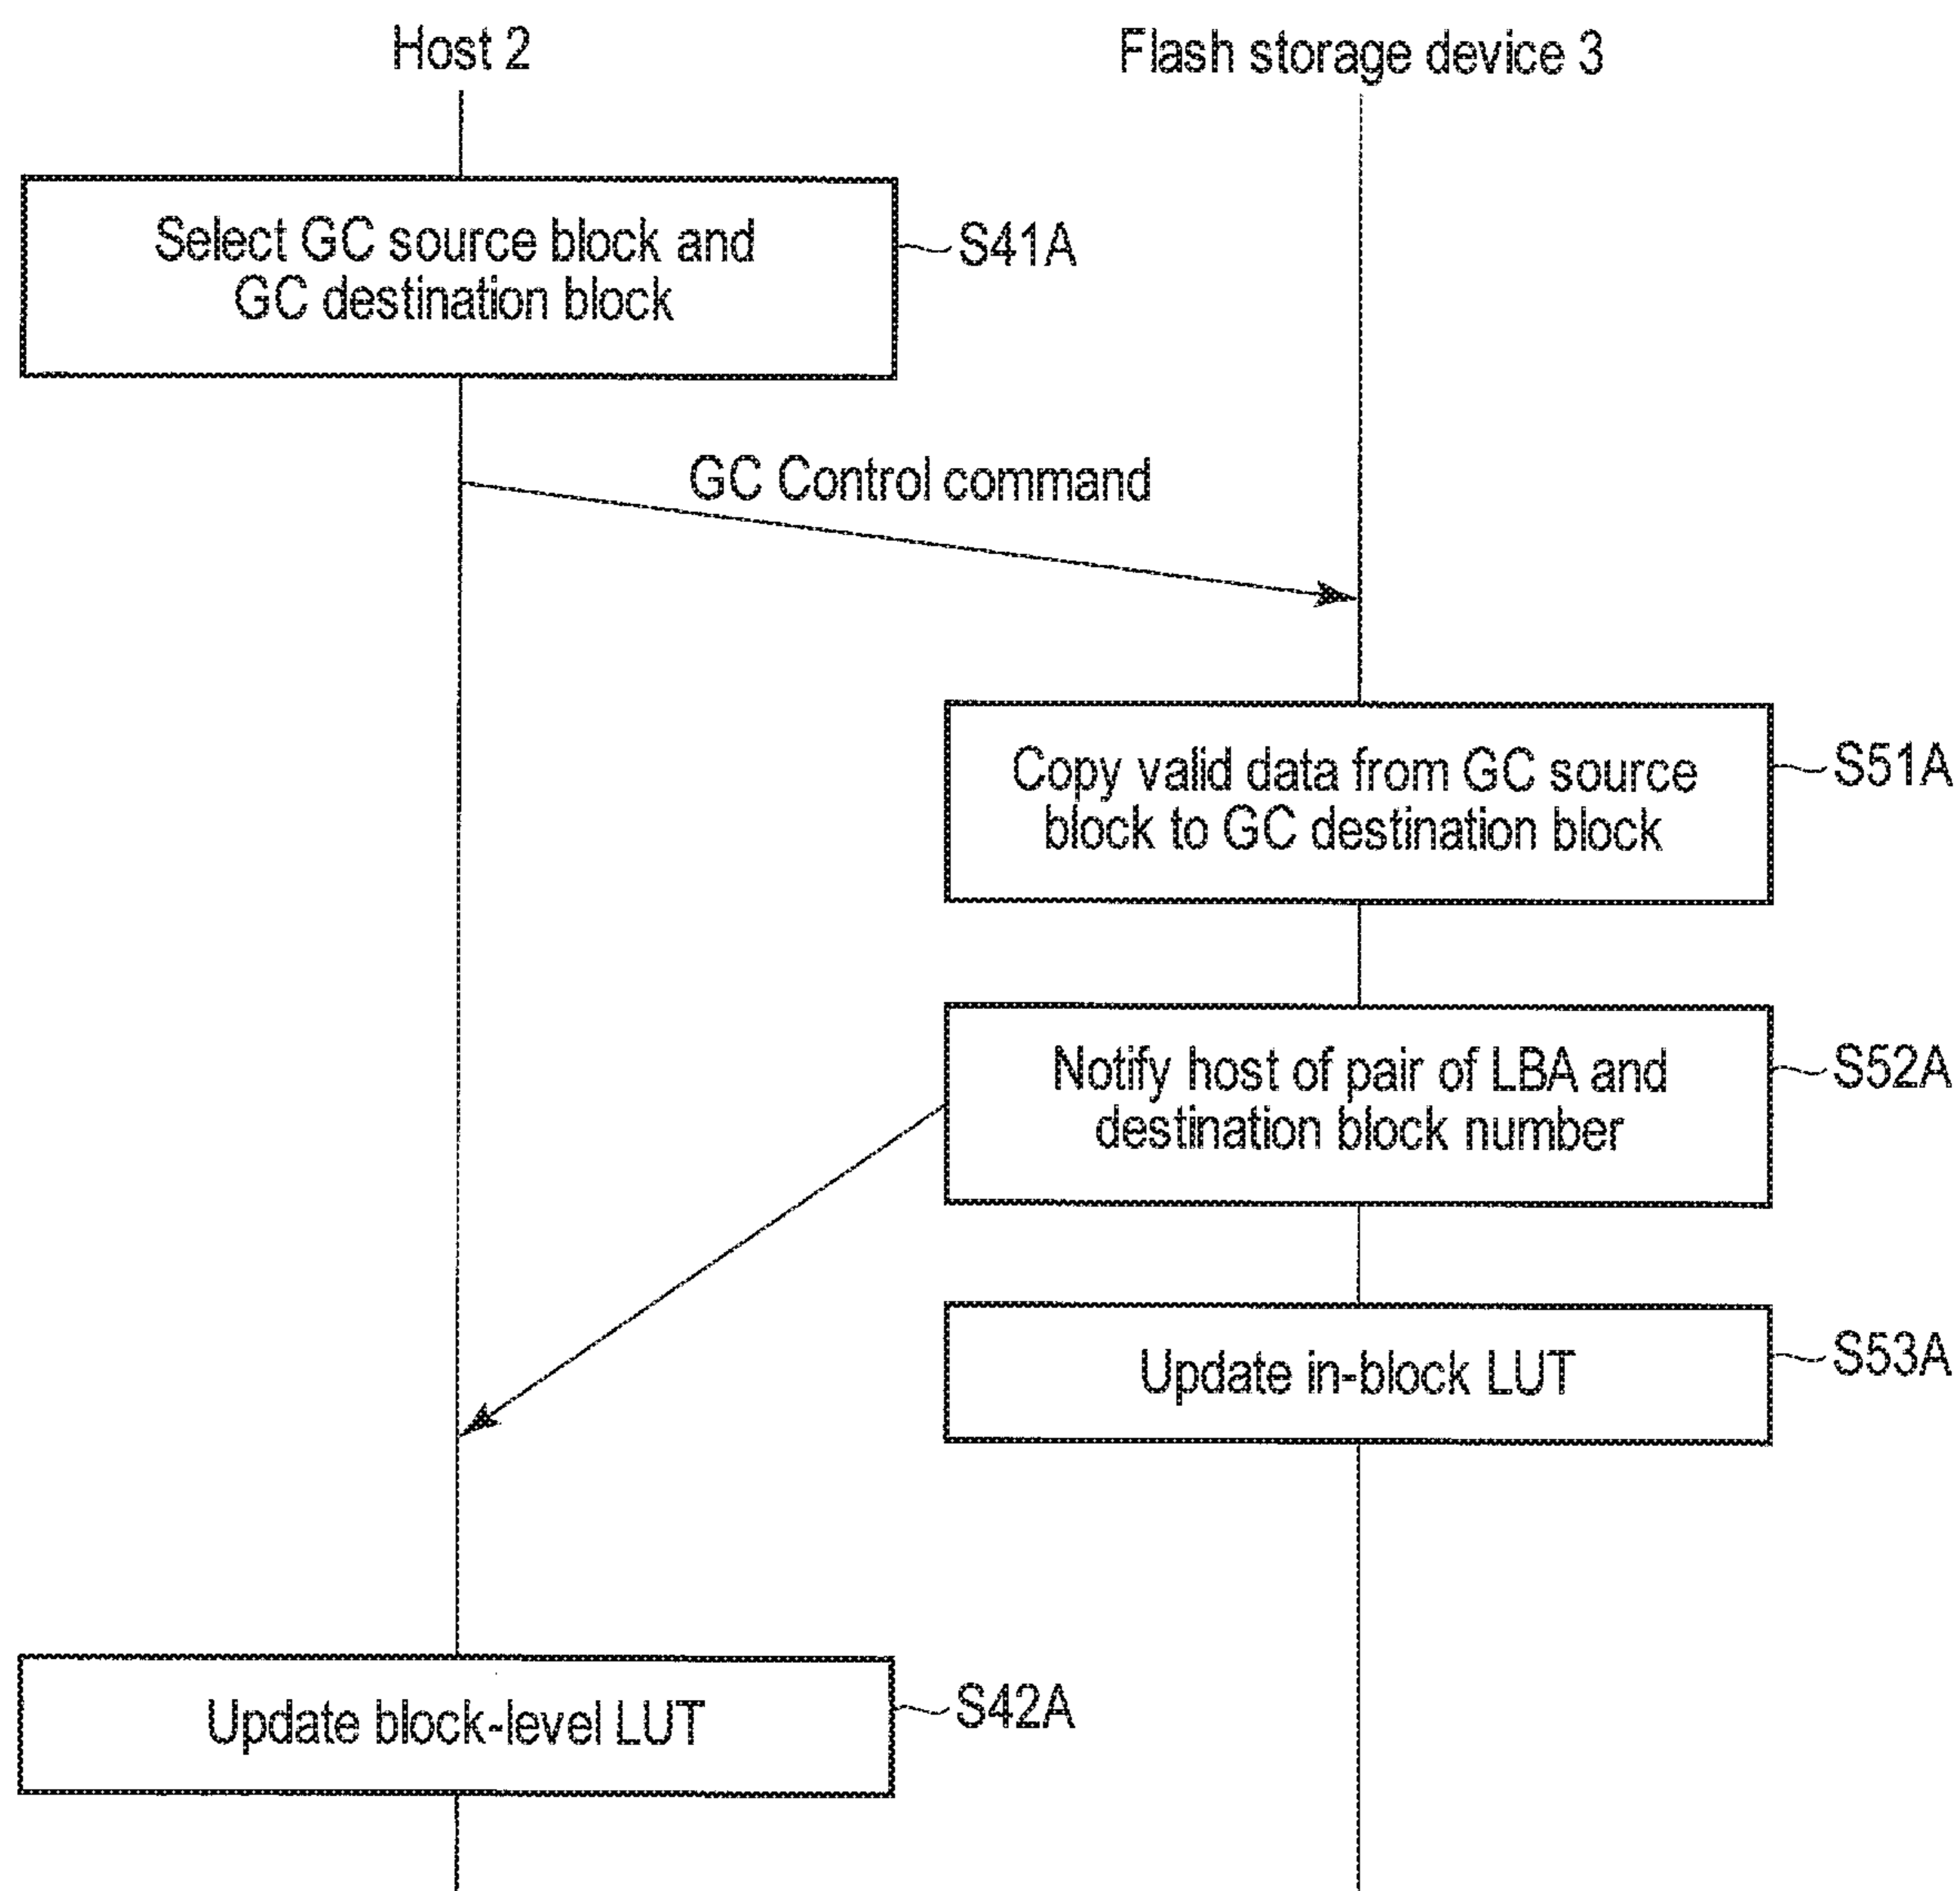 Host 2
Flash storage device 3
Select GC source block and
GC destination block
S41A
GC Control command
Copy valid data from GC source
block to GC destination block
S51A
Notify host of pair of LBA and
destination block number
S52A
Update in-block LUT
S53A
Update block-level LUT
S42A